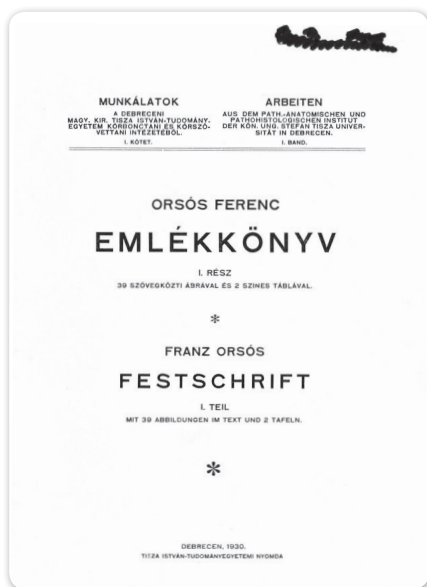 MUNKÁLATOK
A DEBRECENI
MAGY. KIR. TISZA ISTVÁN-TUDOMÁNY-
EGYETEM KÓRBONCTANI ÉS KÓRSZÖ-
VETTANI INTÉZETÉBŐL.
I. KÖTET.
ARBEITEN
AUS DEM PATH.-ANATOMISCHEN UND
PATHOHISTOLOGISCHEN INSTITUT
DER KÖN. UNG. STEFAN TISZA UNIVER-
SITÄT IN DEBRECEN.
I. BAND.
ORSÓS FERENC
EMLÉKKÖNYV
I. RÉSZ
39 SZÖVEGKÖZTI ÁBRÁVAL ÉS 2 SZINES TÁBLÁVAL.
FRANZ ORSÓS
FESTSCHRIFT
I. TEIL
MIT 39 ABBILDUNGEN IM TEXT UND 2 TAFELN.
DEBRECEN, 1930.
TITZA ISTVÁN-TUDOMÁNYEGYETEMI NYOMDA